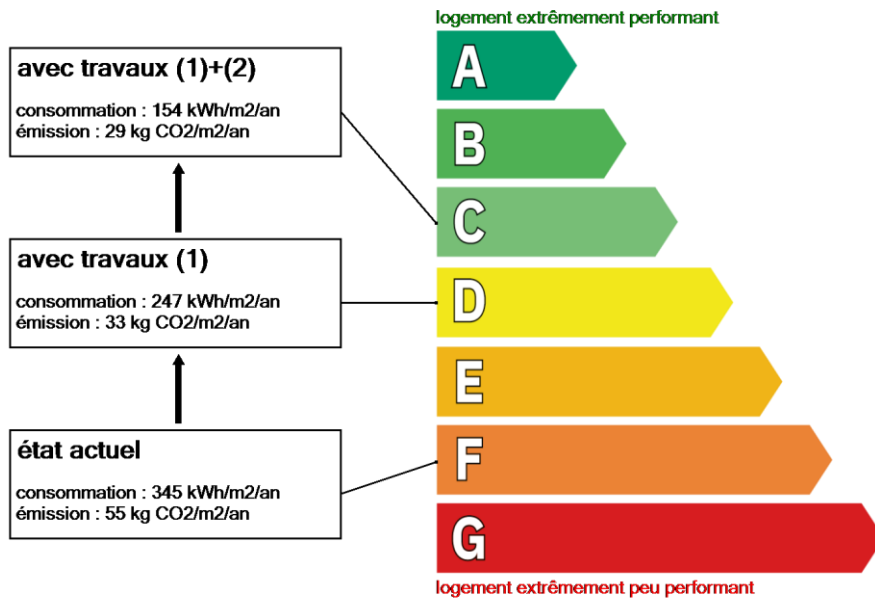 logement extrêmement performant
avec travaux (1)+(2)
consommation : 154 kWh/m2/an
émission : 29 kg CO2/m2/an
avec travaux (1)
consommation : 247 kWh/m2/an
émission : 33 kg CO2/m2/an
état actuel
consommation : 345 kWh/m2/an
émission : 55 kg CO2/m2/an
A
B
C
D
E
F
G
logement extrêmement peu performant